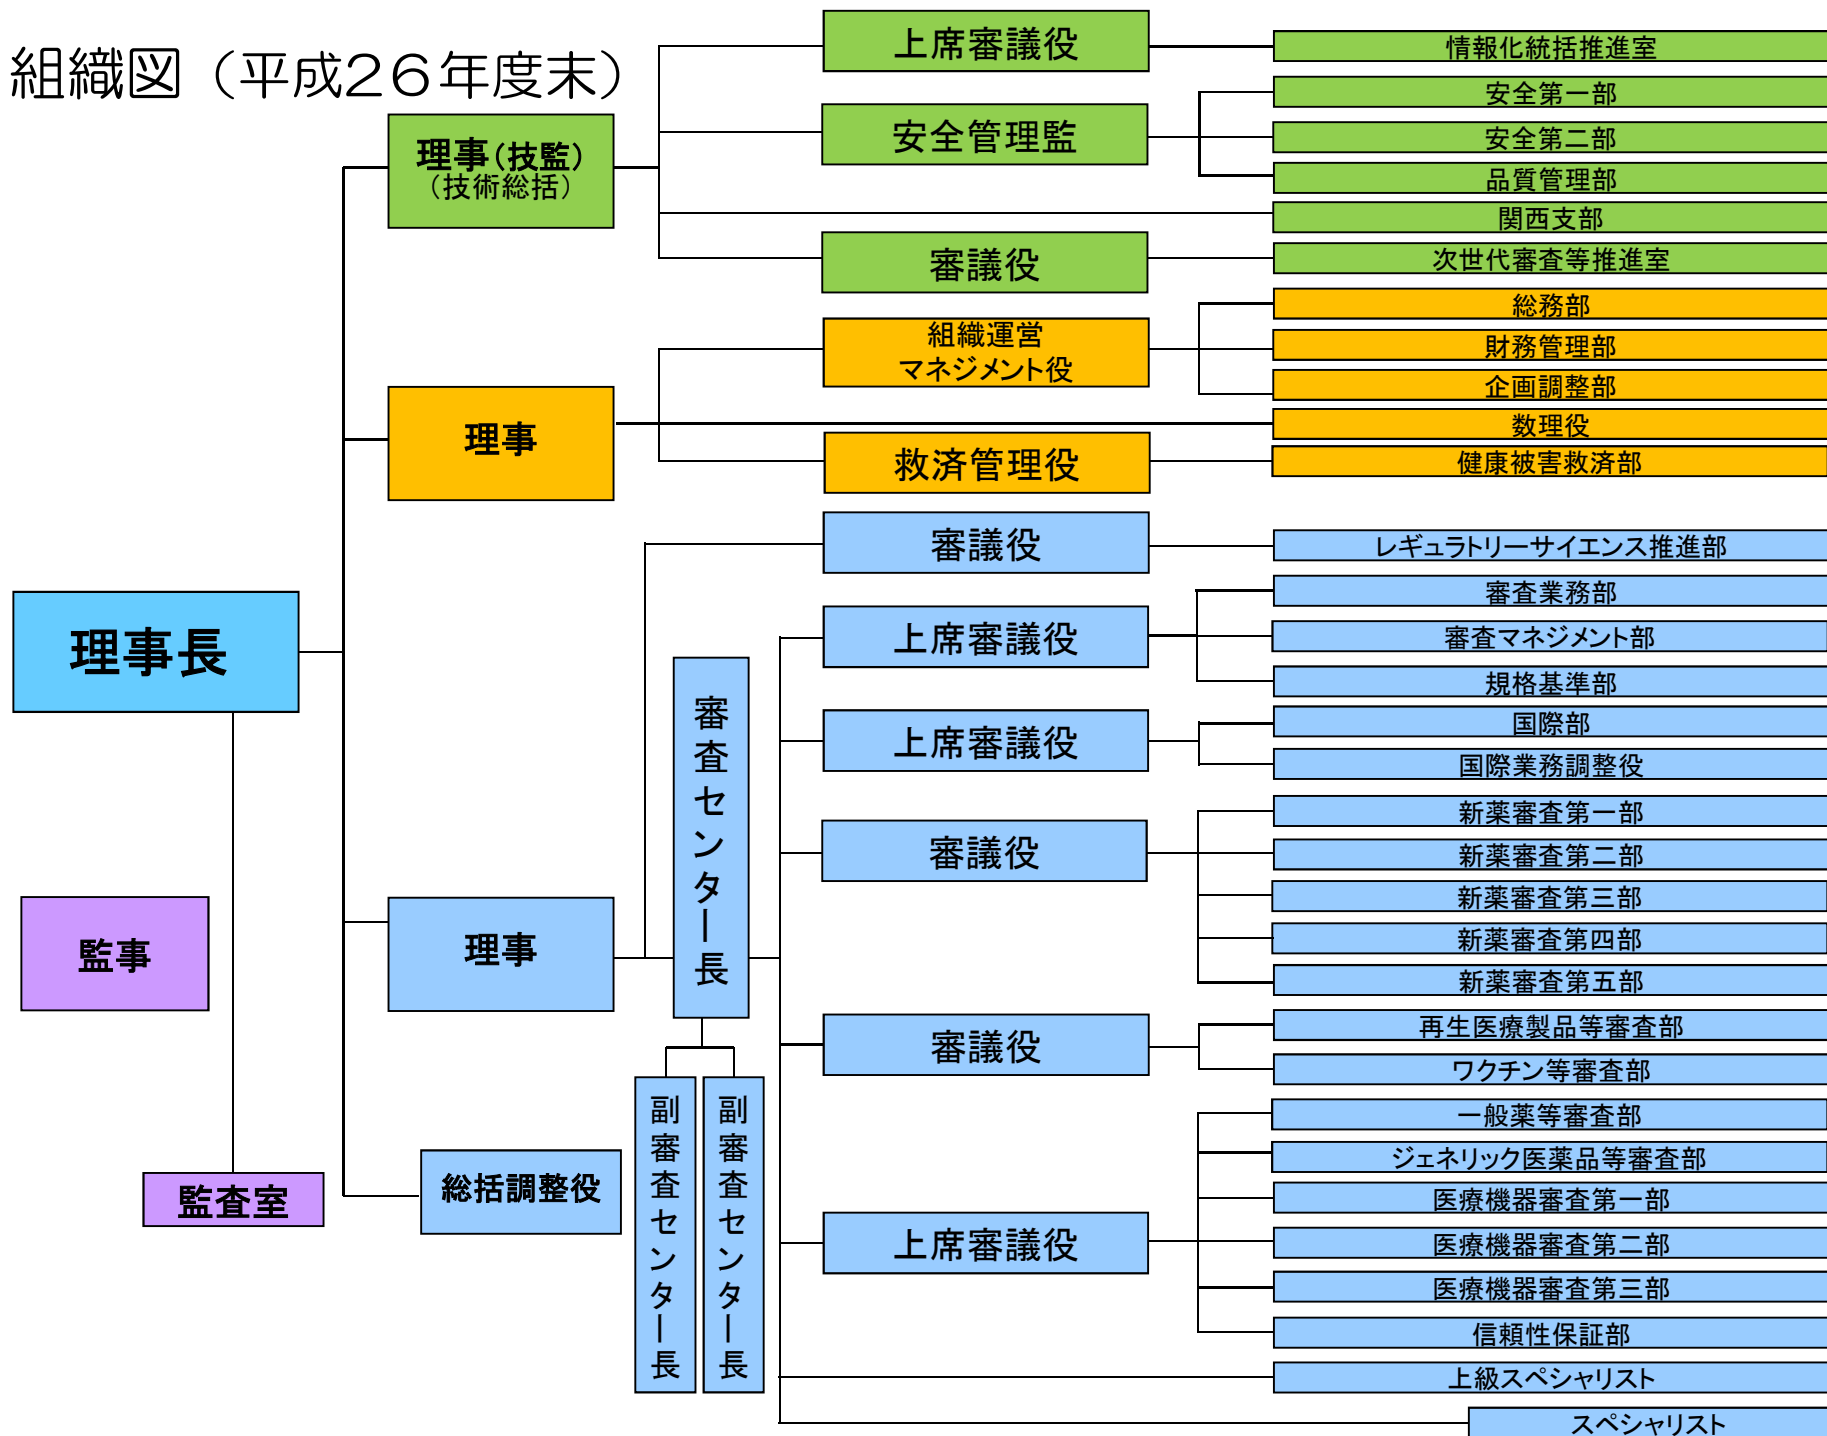 組織図（平成26年度末）
理事長
監事
監査室
理事（技監）
（技術総括）
上席審議役
情報化統括推進室
安全管理監
安全第一部
安全第二部
品質管理部
関西支部
審議役
次世代審査等推進室
理事
組織運営
マネジメント役
総務部
財務管理部
企画調整部
数理役
救済管理役
健康被害救済部
理事
審議役
レギュラトリーサイエンス推進部
審査センター長
副審査センター長
副審査センター長
上席審議役
審査業務部
審査マネジメント部
規格基準部
上席審議役
国際部
国際業務調整役
審議役
新薬審査第一部
新薬審査第二部
新薬審査第三部
新薬審査第四部
新薬審査第五部
審議役
再生医療製品等審査部
ワクチン等審査部
上席審議役
一般薬等審査部
ジェネリック医薬品等審査部
医療機器審査第一部
医療機器審査第二部
医療機器審査第三部
信頼性保証部
上級スペシャリスト
スペシャリスト
総括調整役